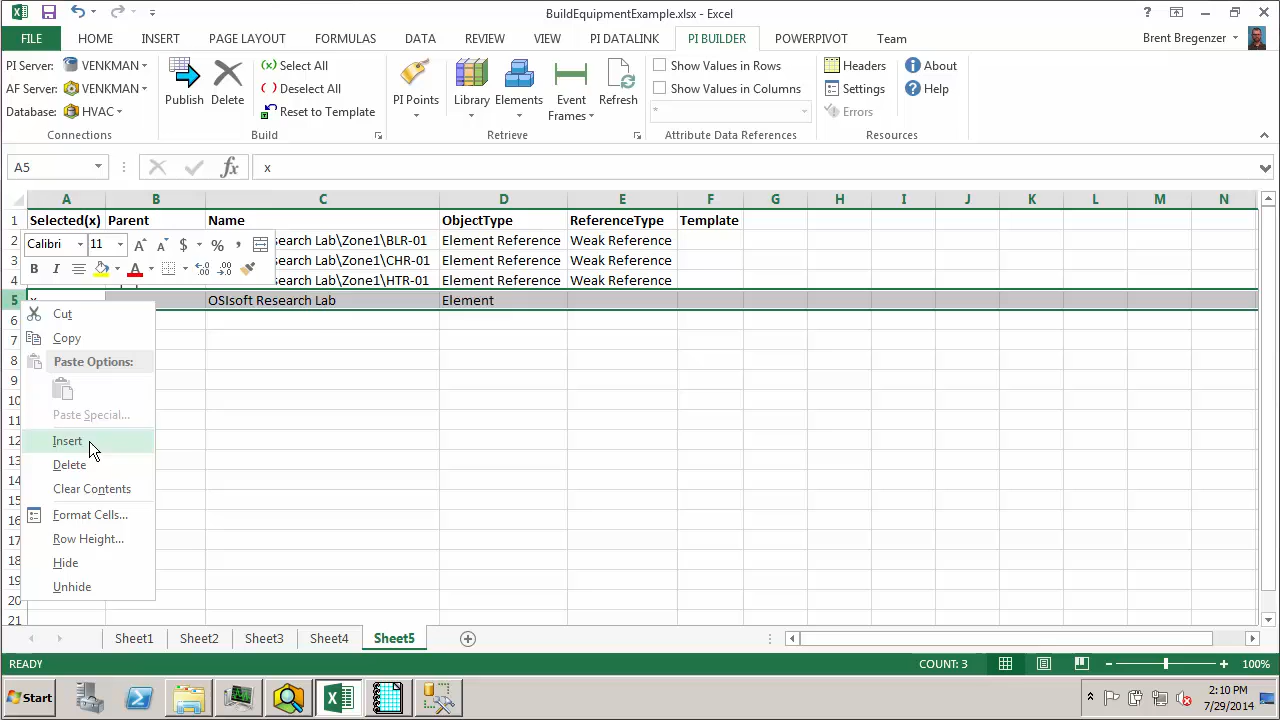 BuildEquipmentExample.xlsx - Excel
FILE HOME INSERT PAGE LAYOUT FORMULAS DATA REVIEW VIEW PI DATALINK PI BUILDER POWERPIVOT Team Brent Bregenzer
PI Server: VENKMAN
AF Server: VENKMAN
Database: HVAC
Connections
Publish
Delete
(x) Select All
( ) Deselect All
Reset to Template
Build
PI Points
Library
Elements
Event Frames
Refresh
Retrieve
Show Values in Rows
Show Values in Columns
*
Attribute Data References
Headers
Settings
Errors
About
Help
Resources
A5 fx x
A B C D E F G H I J K L M N
1 Selected(x) Parent Name ObjectType ReferenceType Template
2 search Lab\Zone1\BLR-01 Element Reference Weak Reference
3 search Lab\Zone1\CHR-01 Element Reference Weak Reference
4 search Lab\Zone1\HTR-01 Element Reference Weak Reference
5 x OSIsoft Research Lab Element
6
7
8
9
10
11
12
13
14
15
16
17
18
19
20
21
Calibri 11 A A $ % ,
B I A
Cut
Copy
Paste Options:
Paste Special...
Insert
Delete
Clear Contents
Format Cells...
Row Height...
Hide
Unhide
Sheet1 Sheet2 Sheet3 Sheet4 Sheet5
READY COUNT: 3 100%
Start
2:10 PM
7/29/2014